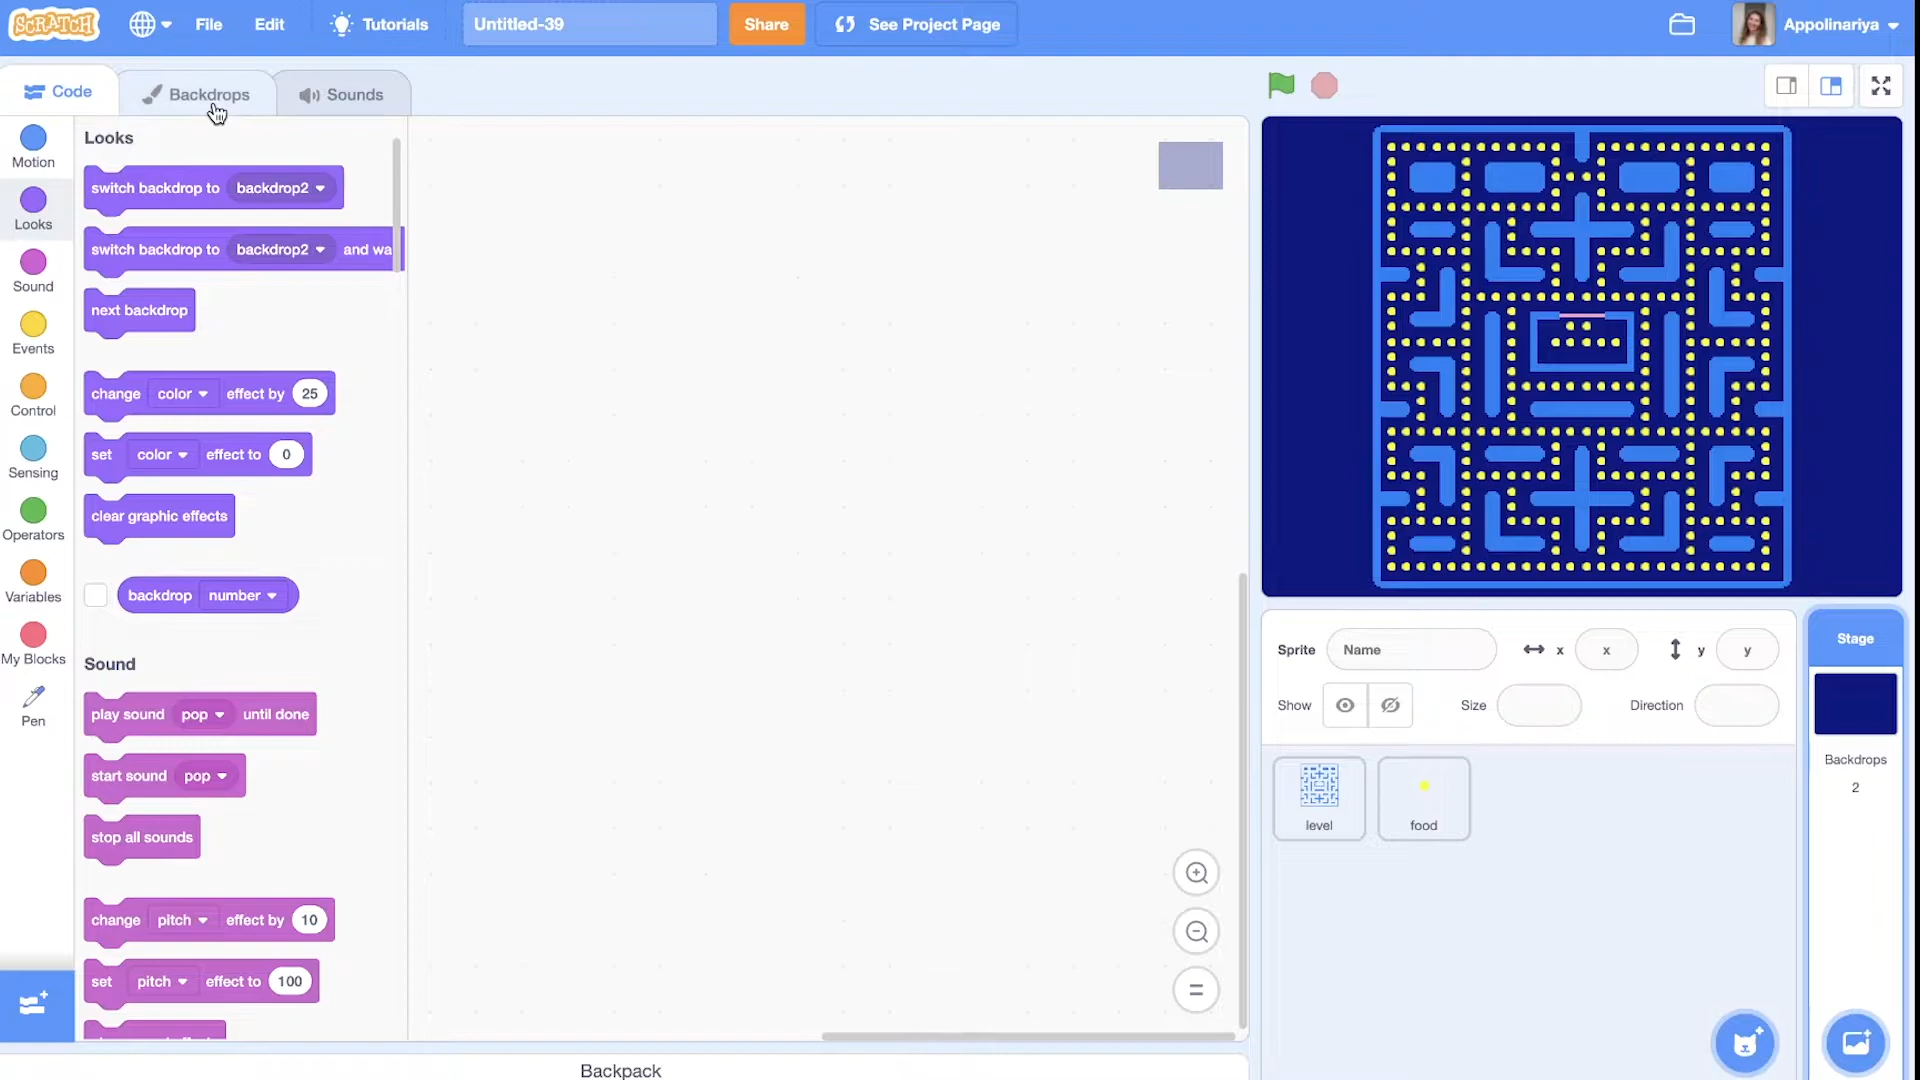 SCRATCH File Edit Tutorials Untitled-39 Share See Project Page Appolinariya
Code Backdrops Sounds
Motion
Looks
Sound
Events
Control
Sensing
Operators
Variables
My Blocks
Pen
Looks
switch backdrop to backdrop2
switch backdrop to backdrop2 and wa
next backdrop
change color effect by 25
set color effect to 0
clear graphic effects
backdrop number
Sound
play sound pop until done
start sound pop
stop all sounds
change pitch effect by 10
set pitch effect to 100
Backpack
Sprite Name x x y y
Show Size Direction
level food
Stage
Backdrops
2